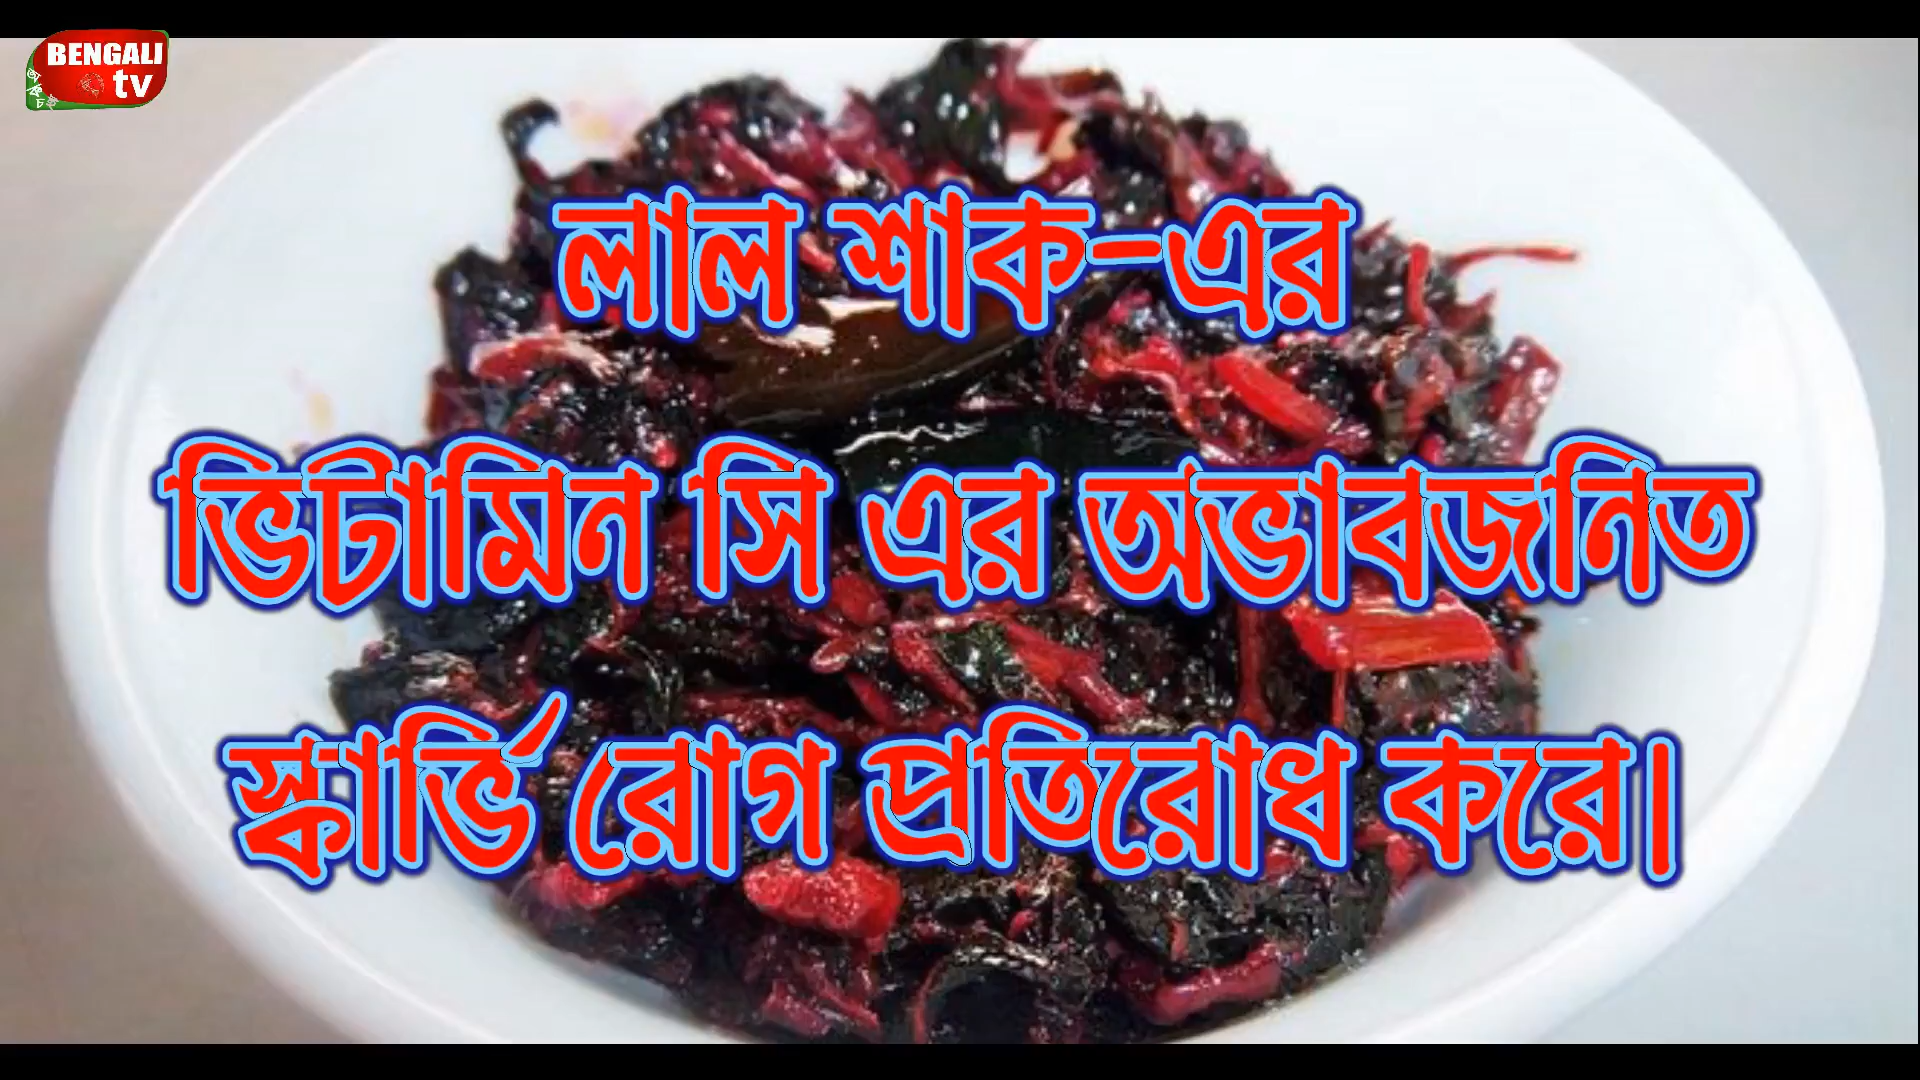 BENGALI
tv
লাল শাক-এর
ভিটামিন সি এর অভাবজনিত
স্কার্ভি রোগ প্রতিরোধ করে।